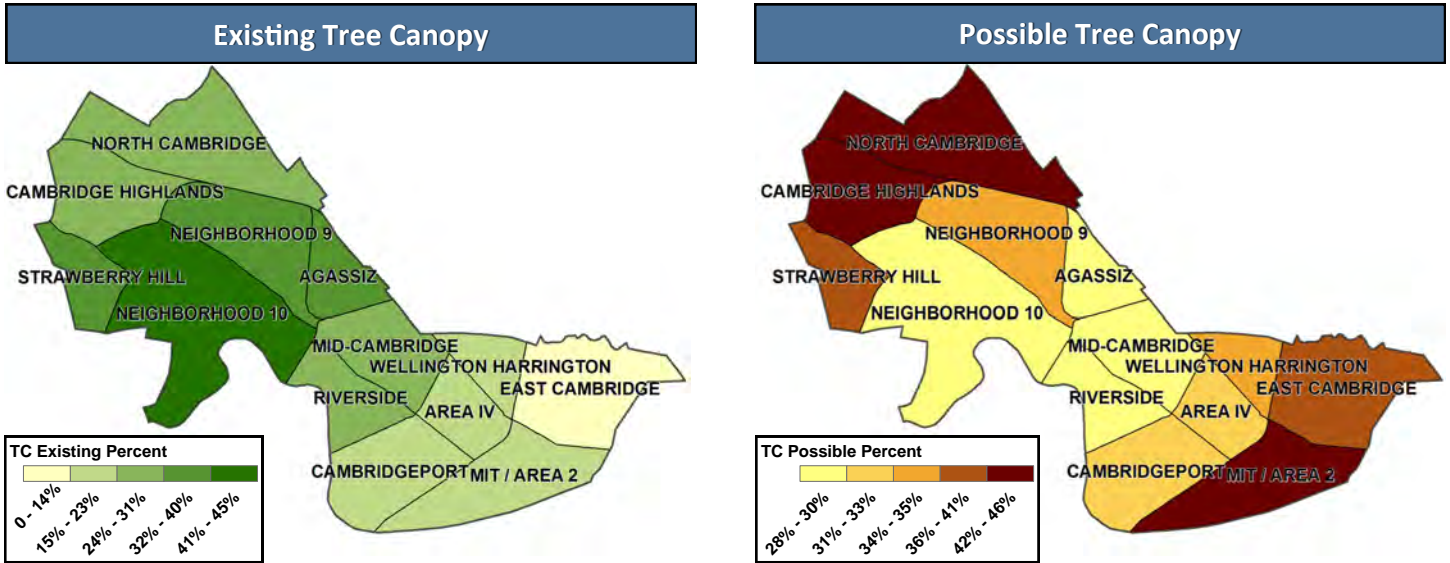 Existing Tree Canopy
NORTH CAMBRIDGE
CAMBRIDGE HIGHLANDS
NEIGHBORHOOD 9
STRAWBERRY HILL
AGASSIZ
NEIGHBORHOOD 10
MID-CAMBRIDGE
WELLINGTON HARRINGTON
EAST CAMBRIDGE
RIVERSIDE
AREA IV
CAMBRIDGEPORT
MIT / AREA 2
TC Existing Percent
0 - 14%
15% - 23%
24% - 31%
32% - 40%
41% - 45%
Possible Tree Canopy
NORTH CAMBRIDGE
CAMBRIDGE HIGHLANDS
NEIGHBORHOOD 9
STRAWBERRY HILL
AGASSIZ
NEIGHBORHOOD 10
MID-CAMBRIDGE
WELLINGTON HARRINGTON
EAST CAMBRIDGE
RIVERSIDE
AREA IV
CAMBRIDGEPORT
MIT / AREA 2
TC Possible Percent
28% - 30%
31% - 33%
34% - 35%
36% - 41%
42% - 46%